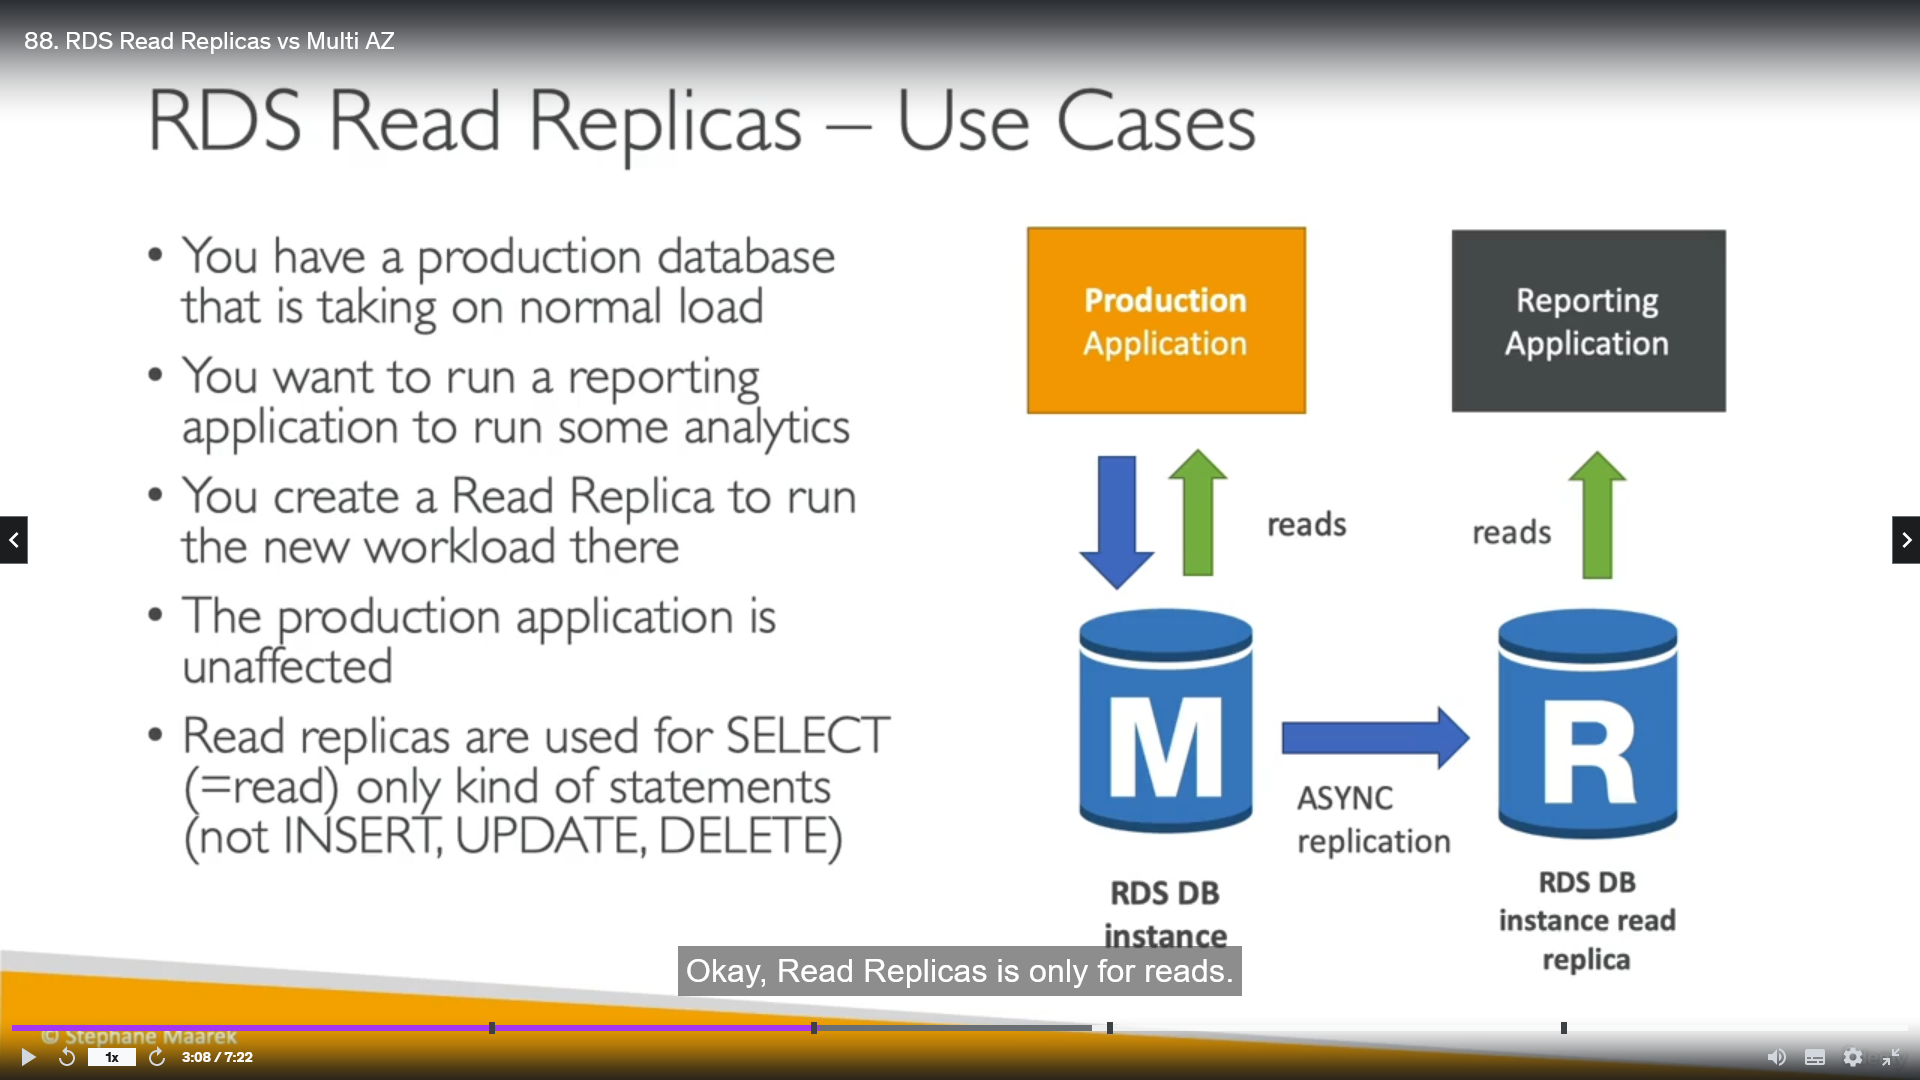 88. RDS Read Replicas vs Multi AZ
RDS Read Replicas – Use Cases
• You have a production database
that is taking on normal load
• You want to run a reporting
application to run some analytics
• You create a Read Replica to run
the new workload there
• The production application is
unaffected
• Read replicas are used for SELECT
(=read) only kind of statements
(not INSERT, UPDATE, DELETE)
Production
Application
Reporting
Application
reads
reads
M
R
ASYNC
replication
RDS DB
instance
RDS DB
instance read
replica
Okay, Read Replicas is only for reads.
© Stephane Maarek
1x
3:08 / 7:22